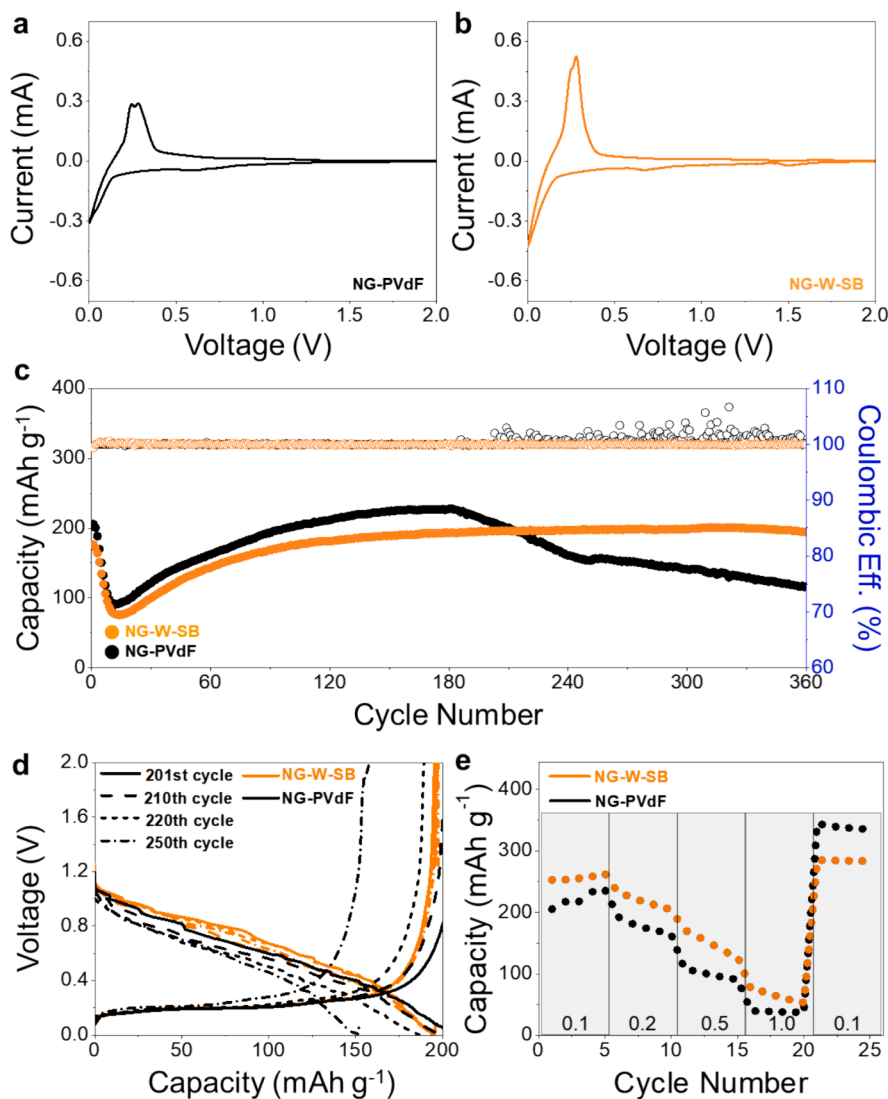 a
0.6
0.3
0.0
-0.3
-0.6
Current (mA)
NG-PVdF
0.0 0.5 1.0 1.5 2.0
Voltage (V)
b
0.6
0.3
0.0
-0.3
-0.6
Current (mA)
NG-W-SB
0.0 0.5 1.0 1.5 2.0
Voltage (V)
c
400
300
200
100
0
Capacity (mAh g⁻¹)
110
100
90
80
70
60
Coulombic Eff. (%)
NG-W-SB
NG-PVdF
0 60 120 180 240 300 360
Cycle Number
d
2.0
1.6
1.2
0.8
0.4
0.0
Voltage (V)
201st cycle
210th cycle
220th cycle
250th cycle
NG-W-SB
NG-PVdF
0 50 100 150 200
Capacity (mAh g⁻¹)
e
NG-W-SB
NG-PVdF
400
300
200
100
0
Capacity (mAh g⁻¹)
0.1 0.2 0.5 1.0 0.1
0 5 10 15 20 25
Cycle Number